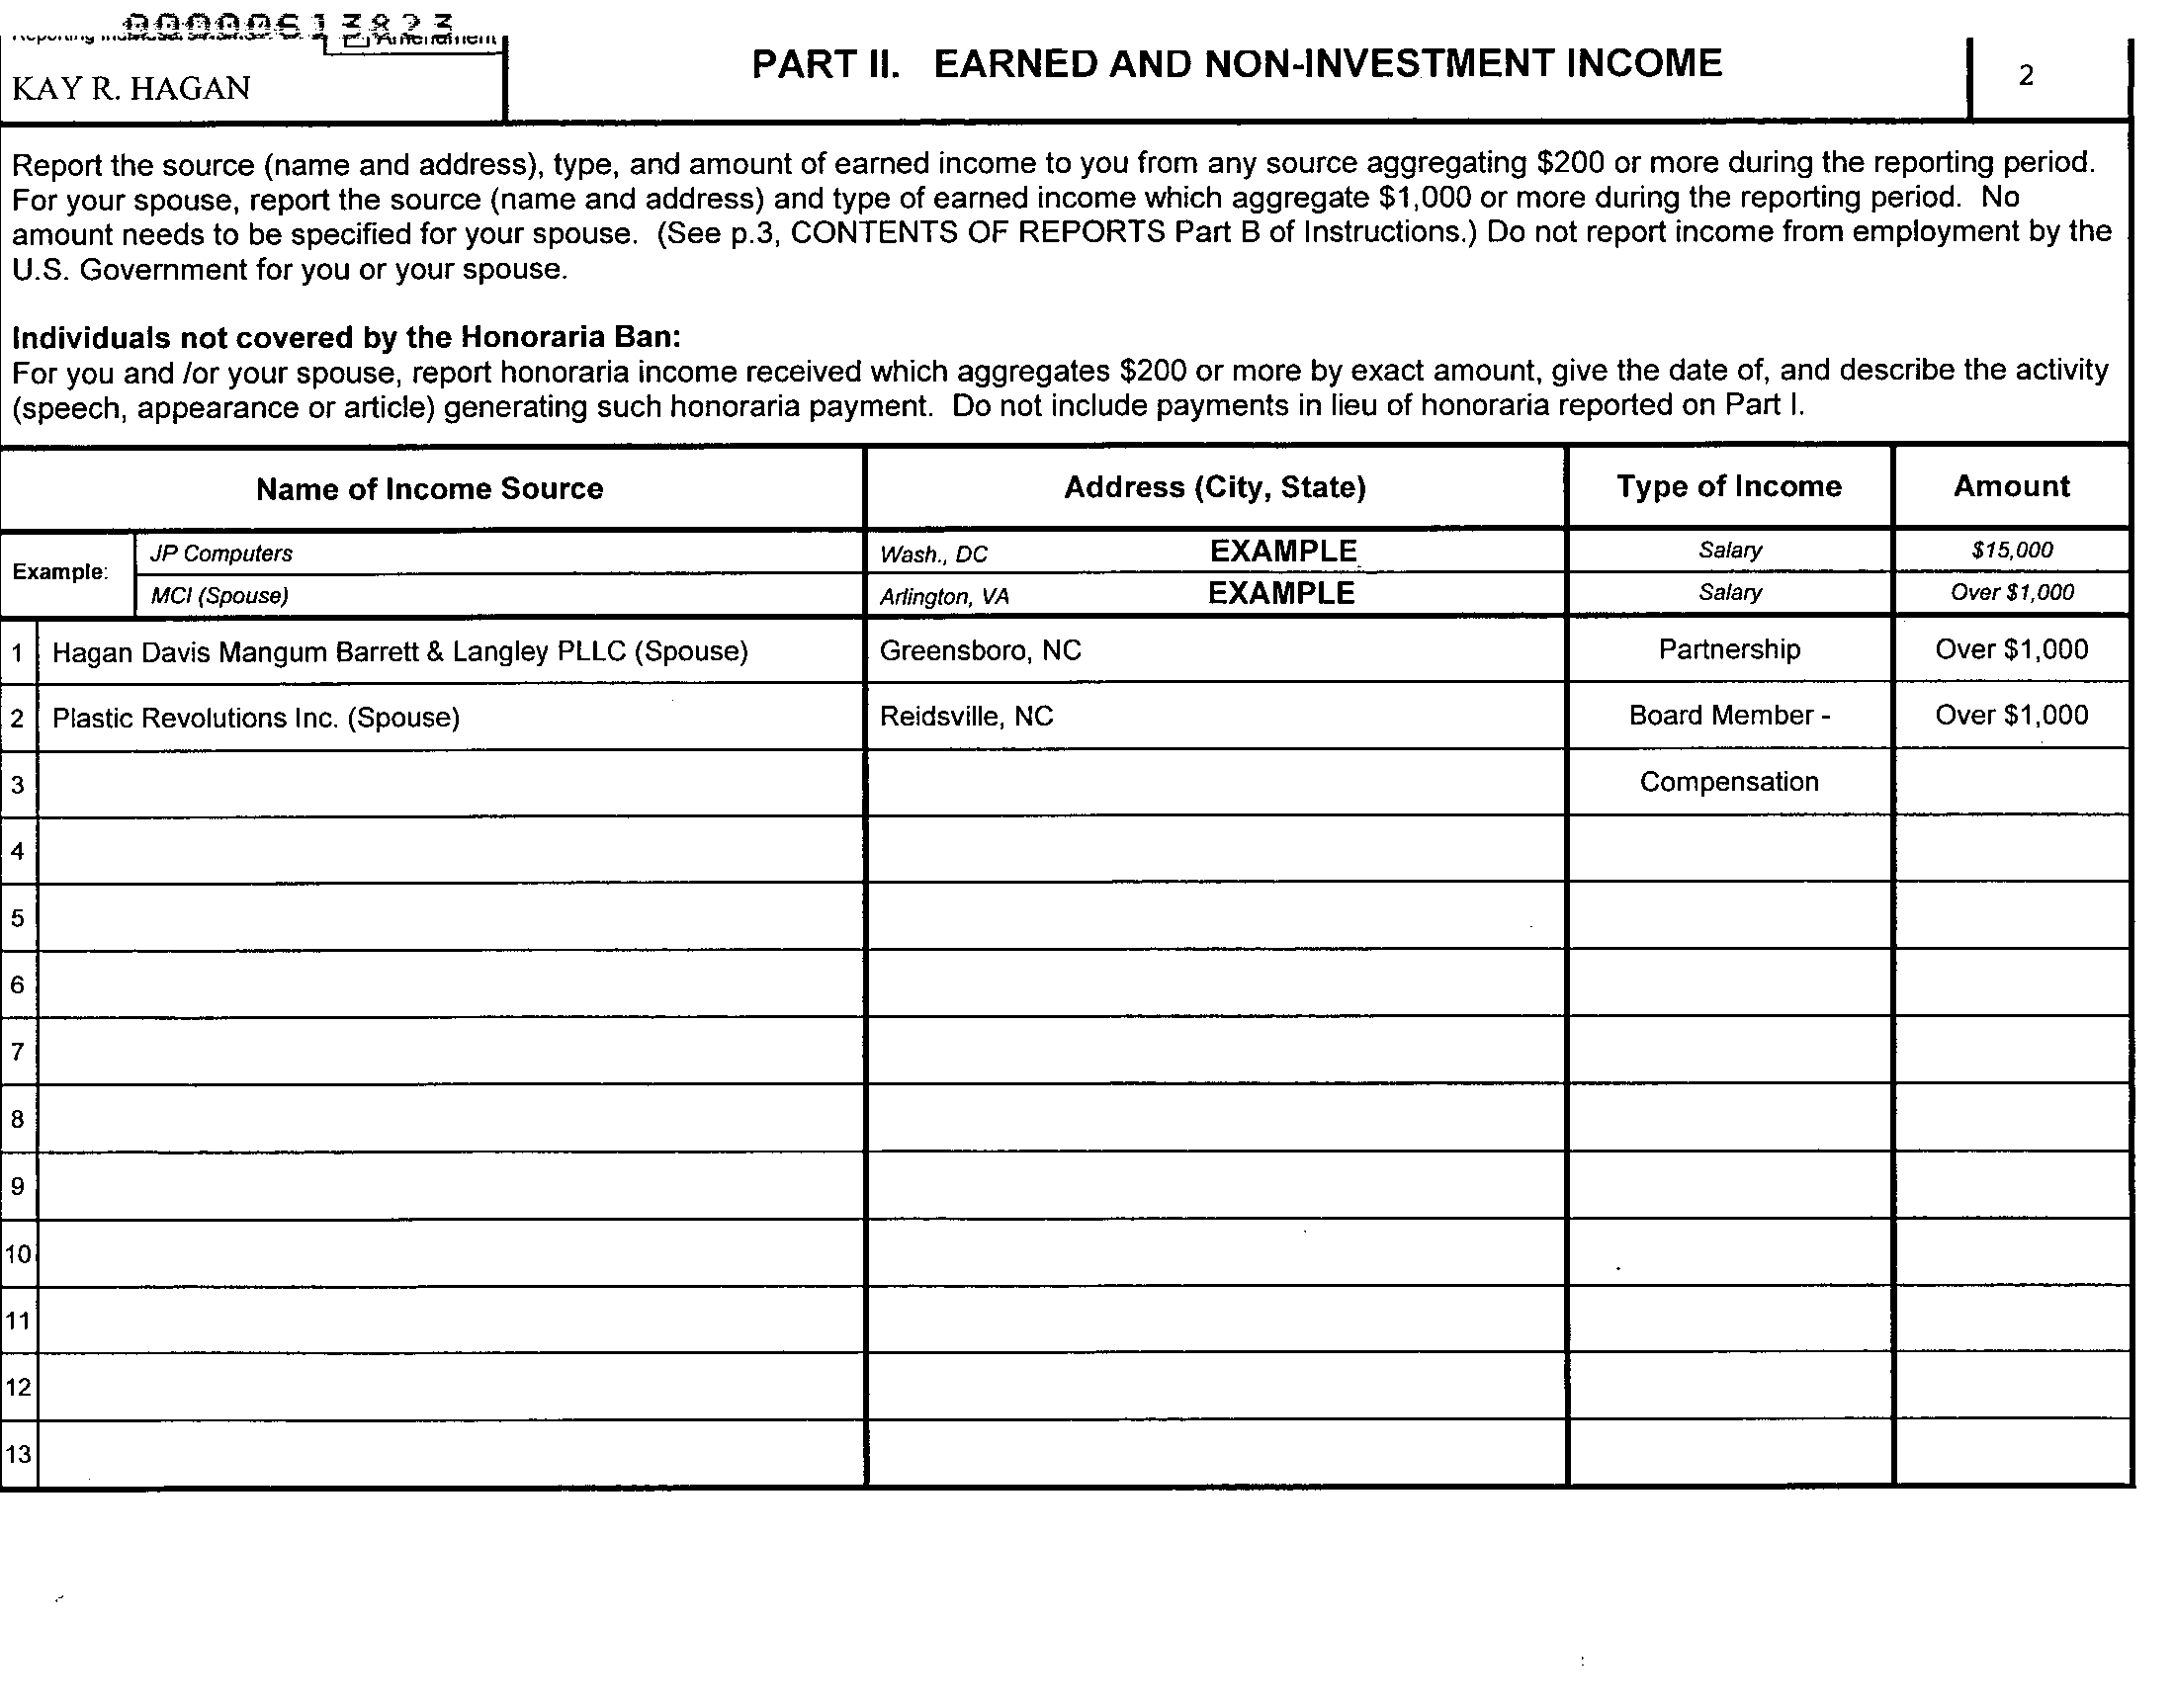 00000613823
KAY R. HAGAN
PART II. EARNED AND NON-INVESTMENT INCOME
2
Report the source (name and address), type, and amount of earned income to you from any source aggregating $200 or more during the reporting period.
For your spouse, report the source (name and address) and type of earned income which aggregate $1,000 or more during the reporting period. No
amount needs to be specified for your spouse. (See p.3, CONTENTS OF REPORTS Part B of Instructions.) Do not report income from employment by the
U.S. Government for you or your spouse.
Individuals not covered by the Honoraria Ban:
For you and /or your spouse, report honoraria income received which aggregates $200 or more by exact amount, give the date of, and describe the activity
(speech, appearance or article) generating such honoraria payment. Do not include payments in lieu of honoraria reported on Part I.
Name of Income Source Address (City, State) Type of Income Amount
Example: JP Computers Wash., DC EXAMPLE Salary $15,000
MCI (Spouse) Arlington, VA EXAMPLE Salary Over $1,000
1 Hagan Davis Mangum Barrett & Langley PLLC (Spouse) Greensboro, NC Partnership Over $1,000
2 Plastic Revolutions Inc. (Spouse) Reidsville, NC Board Member - Over $1,000
3 Compensation
4
5
6
7
8
9
10
11
12
13